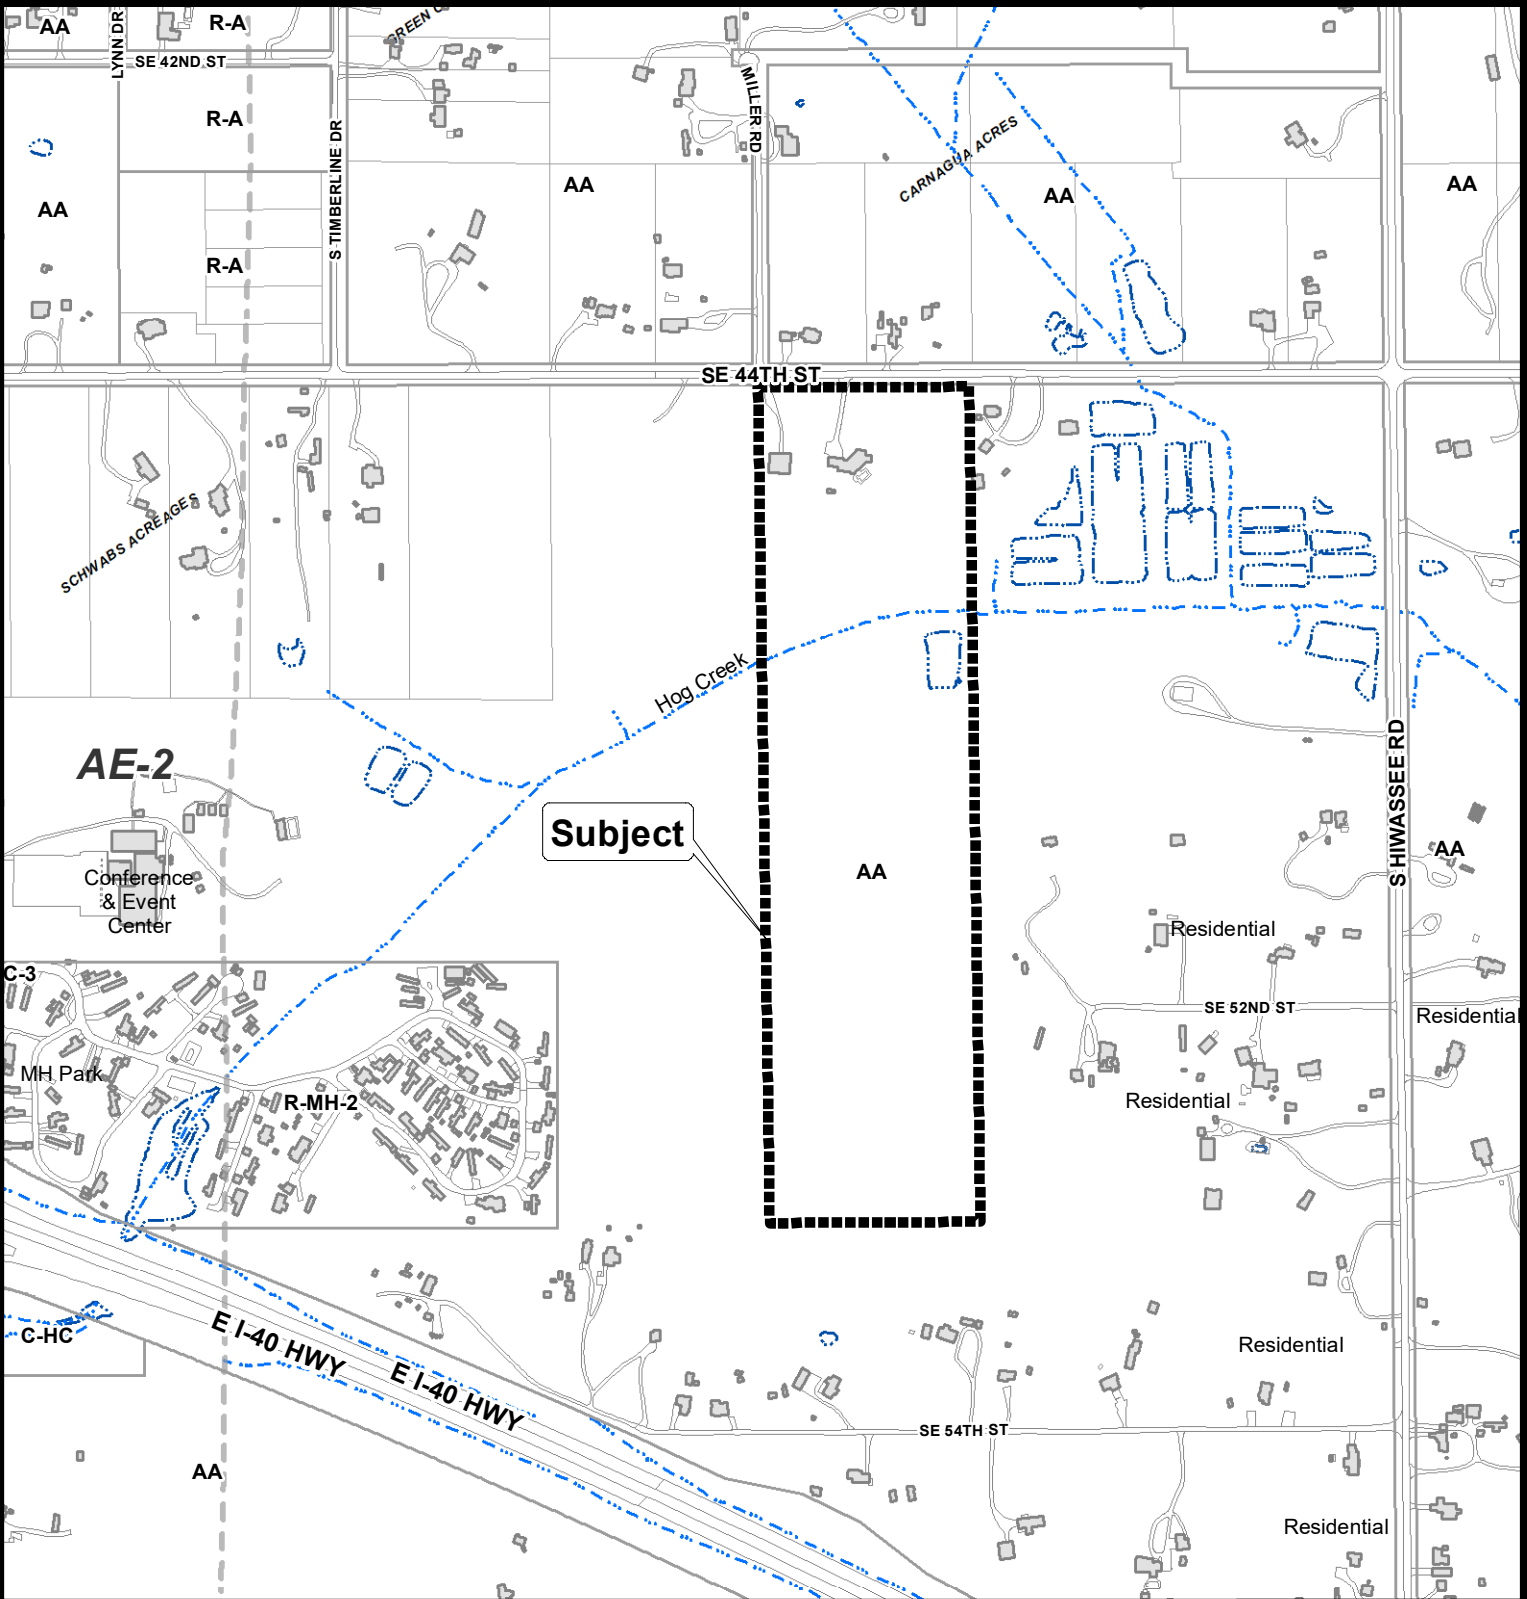 AA
LYNN DR
R-A
GREEN
SE 42ND ST
MILLER RD
R-A
S TIMBERLINE DR
CARNAGUA ACRES
AA
AA
AA
AA
R-A
SE 44TH ST
SCHWABS ACREAGES
Hog Creek
AE-2
S HIWASSEE RD
Subject
AA
AA
Conference
& Event
Center
Residential
C-3
SE 52ND ST
Residential
MH Park
R-MH-2
Residential
C-HC
E I-40 HWY
E I-40 HWY
Residential
SE 54TH ST
AA
Residential